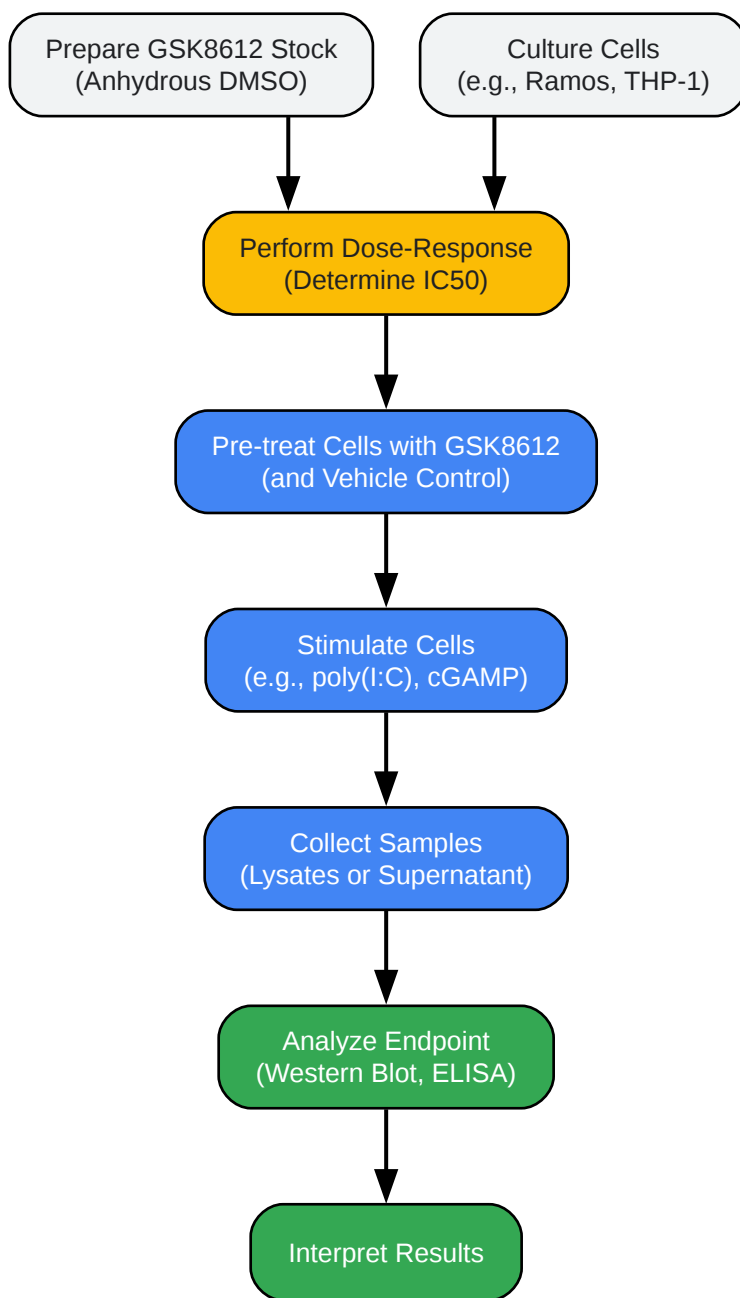 Prepare GSK8612 Stock
(Anhydrous DMSO)
Culture Cells
(e.g., Ramos, THP-1)
Perform Dose-Response
(Determine IC50)
Pre-treat Cells with GSK8612
(and Vehicle Control)
Stimulate Cells
(e.g., poly(I:C), cGAMP)
Collect Samples
(Lysates or Supernatant)
Analyze Endpoint
(Western Blot, ELISA)
Interpret Results